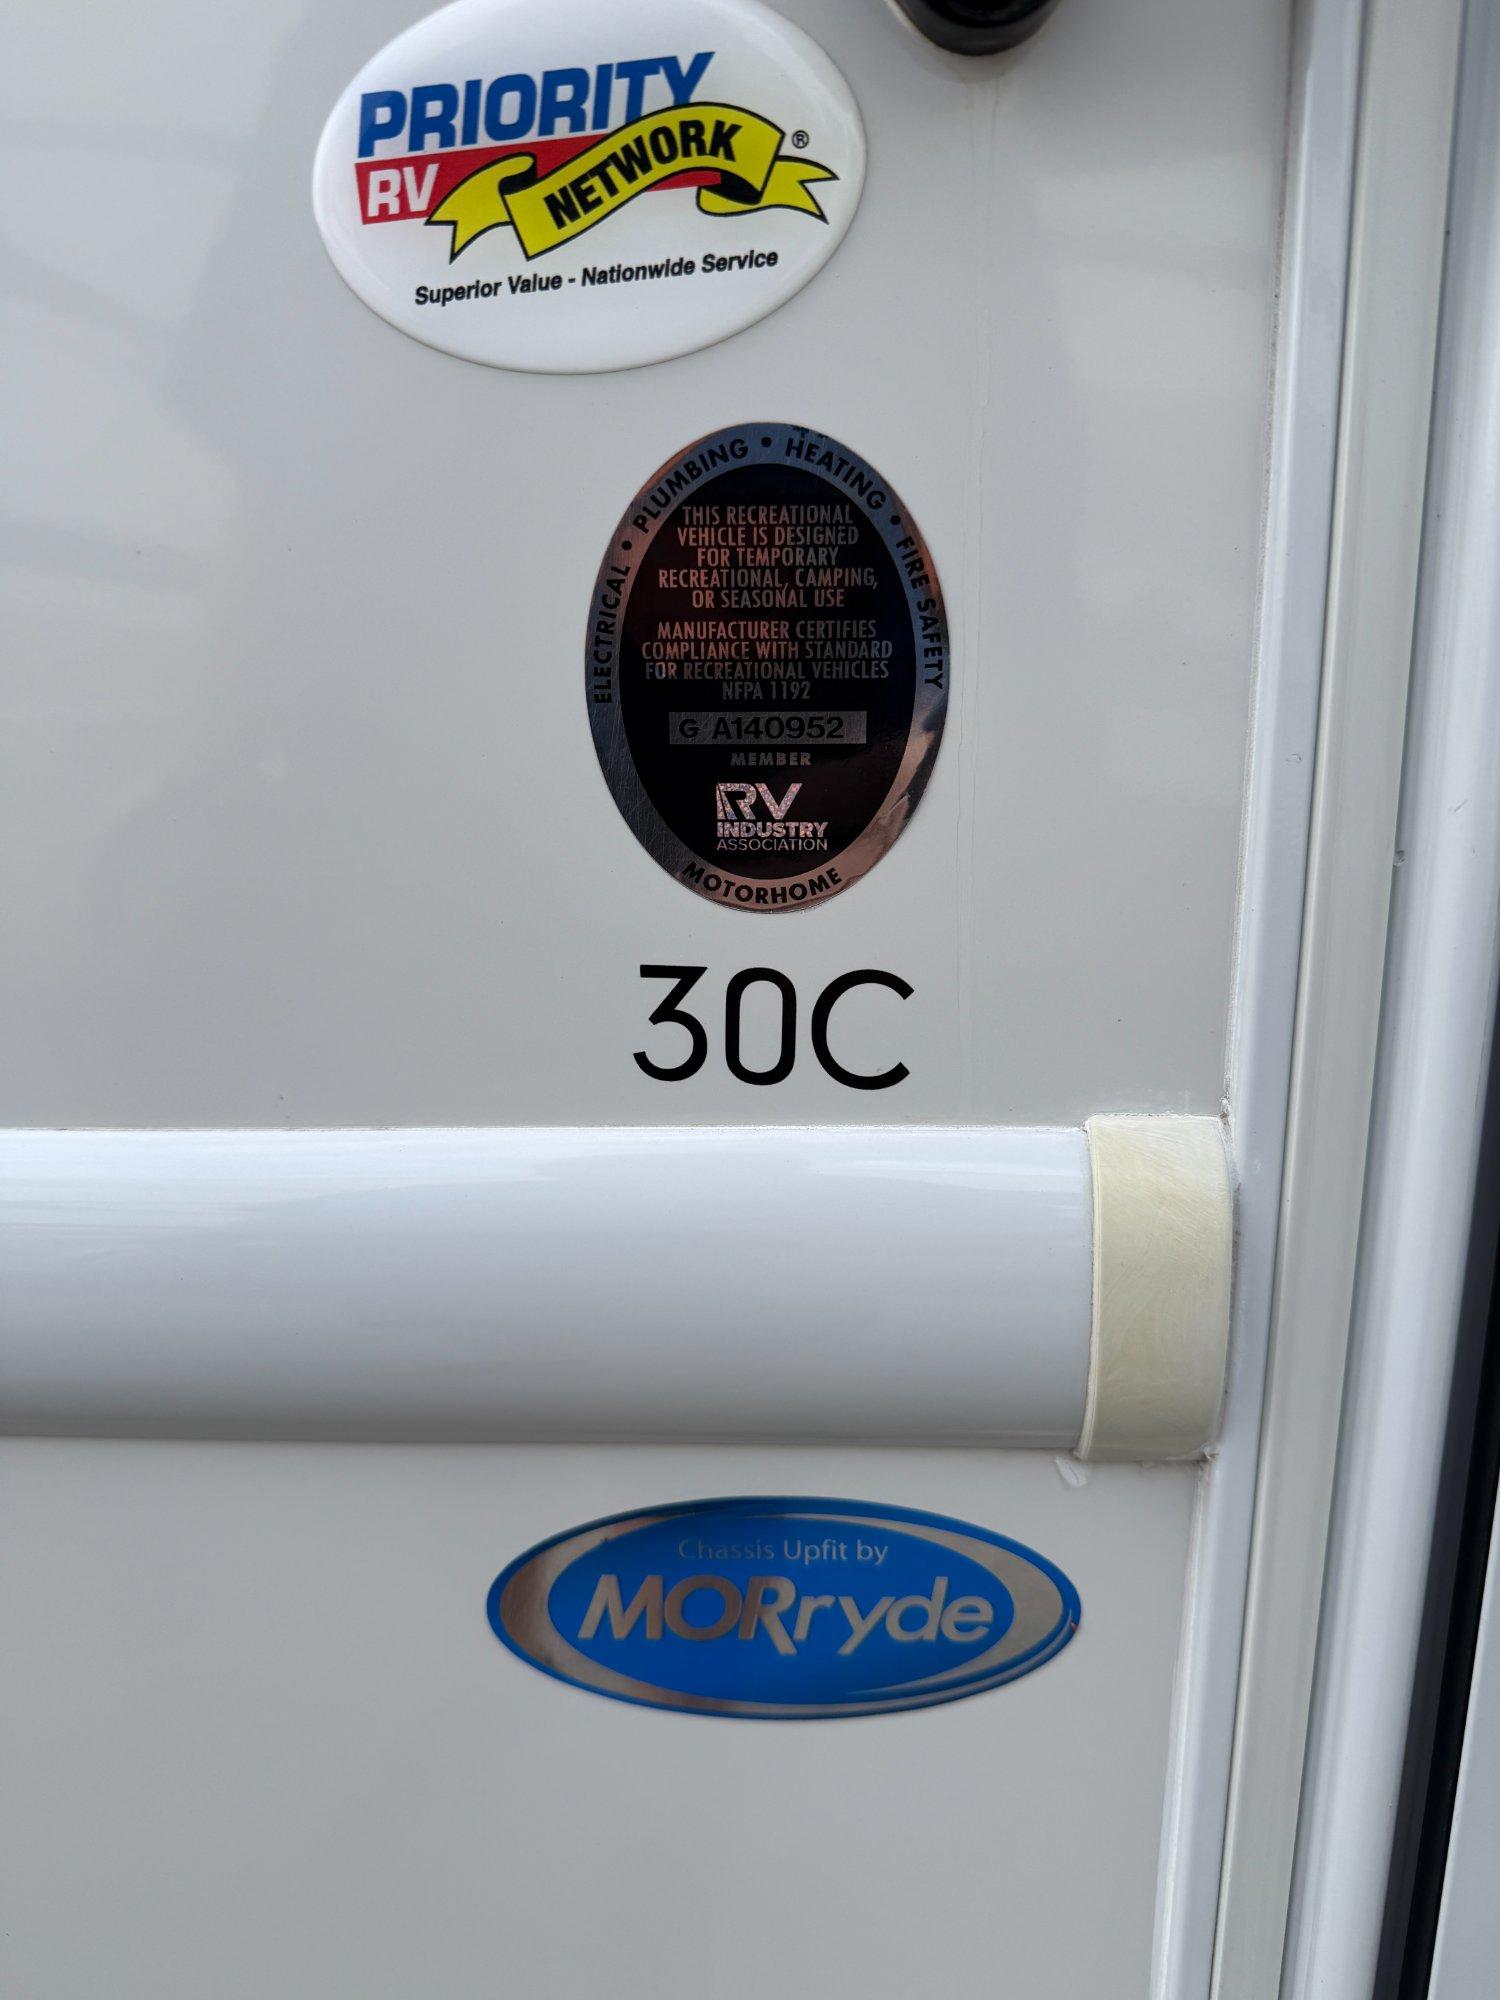 PRIORITY
RV NETWORK®
Superior Value - Nationwide Service
ELECTRICAL • PLUMBING • HEATING • FIRE SAFETY
THIS RECREATIONAL
VEHICLE IS DESIGNED
FOR TEMPORARY
RECREATIONAL, CAMPING,
OR SEASONAL USE
MANUFACTURER CERTIFIES
COMPLIANCE WITH STANDARD
FOR RECREATIONAL VEHICLES
NFPA 1192
G A140952
MEMBER
RV
INDUSTRY
ASSOCIATION
MOTORHOME
30C
Chassis Upfit by
MORryde